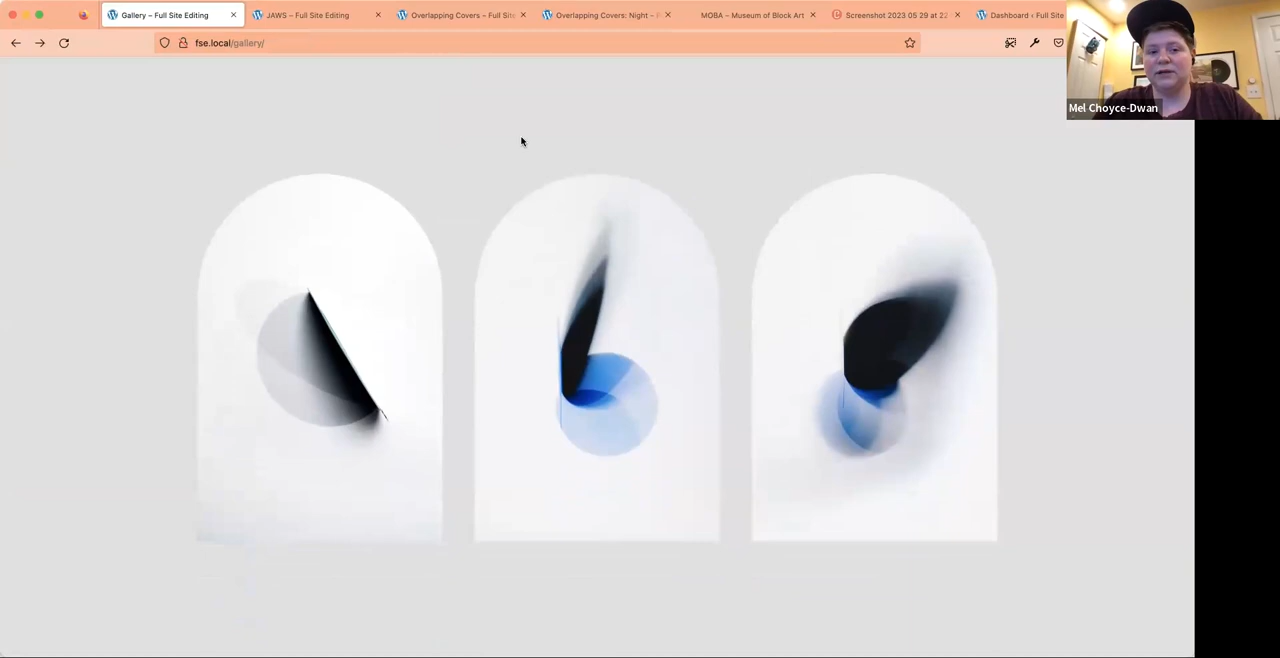 Gallery – Full Site Editing
JAWS – Full Site Editing
Overlapping Covers – Full Site
Overlapping Covers: Night –
MOBA – Museum of Block Art
Screenshot 2023 05 29 at 22
Dashboard ‹ Full Site
fse.local/gallery/
Mel Choyce-Dwan